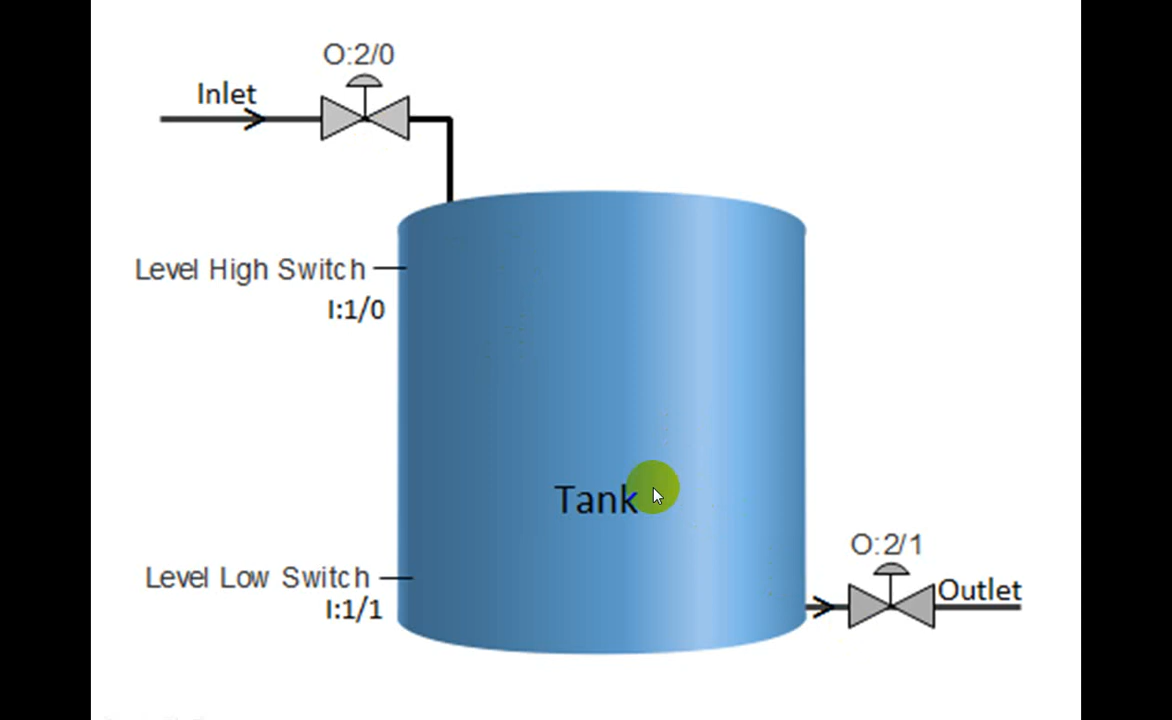 O:2/0
Inlet
Level High Switch
I:1/0
Tank
O:2/1
Level Low Switch
Outlet
I:1/1